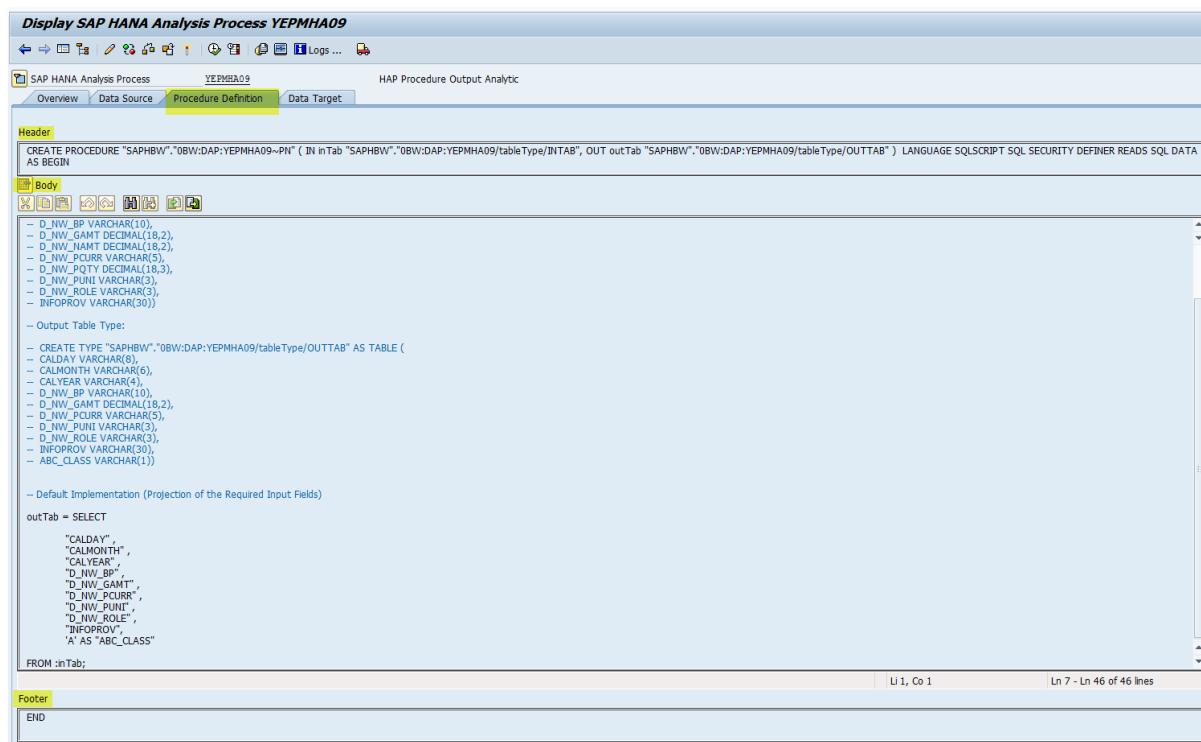 Display SAP HANA Analysis Process YEPMHA09
Logs ...
SAP HANA Analysis Process YEPMHA09 HAP Procedure Output Analytic
Overview Data Source Procedure Definition Data Target
Header
CREATE PROCEDURE "SAPHBW"."0BW:DAP:YEPMHA09~PN" ( IN inTab "SAPHBW"."0BW:DAP:YEPMHA09/tableType/INTAB", OUT outTab "SAPHBW"."0BW:DAP:YEPMHA09/tableType/OUTTAB" ) LANGUAGE SQLSCRIPT SQL SECURITY DEFINER READS SQL DATA
AS BEGIN
Body
-- D_NW_BP VARCHAR(10),
-- D_NW_GAMT DECIMAL(18,2),
-- D_NW_NAMT DECIMAL(18,2),
-- D_NW_PCURR VARCHAR(5),
-- D_NW_PQTY DECIMAL(18,3),
-- D_NW_PUNI VARCHAR(3),
-- D_NW_ROLE VARCHAR(3),
-- INFOPROV VARCHAR(30))
-- Output Table Type:
-- CREATE TYPE "SAPHBW"."0BW:DAP:YEPMHA09/tableType/OUTTAB" AS TABLE (
-- CALDAY VARCHAR(8),
-- CALMONTH VARCHAR(6),
-- CALYEAR VARCHAR(4),
-- D_NW_BP VARCHAR(10),
-- D_NW_GAMT DECIMAL(18,2),
-- D_NW_PCURR VARCHAR(5),
-- D_NW_PUNI VARCHAR(3),
-- D_NW_ROLE VARCHAR(3),
-- INFOPROV VARCHAR(30),
-- ABC_CLASS VARCHAR(1))
-- Default Implementation (Projection of the Required Input Fields)
outTab = SELECT
"CALDAY" ,
"CALMONTH" ,
"CALYEAR" ,
"D_NW_BP" ,
"D_NW_GAMT" ,
"D_NW_PCURR" ,
"D_NW_PUNI" ,
"D_NW_ROLE" ,
"INFOPROV",
'A' AS "ABC_CLASS"
FROM :inTab;
Li 1, Co 1 Ln 7 - Ln 46 of 46 lines
Footer
END